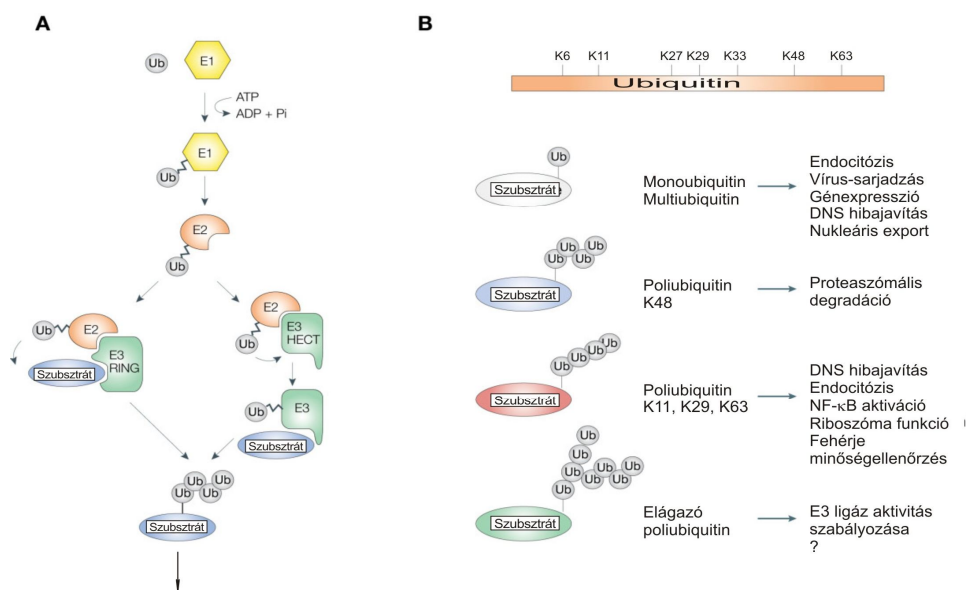 A
Ub
E1
ATP
ADP + Pi
E1
Ub
E2
Ub
Ub
E2
E3
RING
Szubsztrát
E2
Ub
E3
HECT
Ub
E3
Szubsztrát
Ub
Ub
Ub
Ub
Szubsztrát
B
K6 K11 K27 K29 K33 K48 K63
Ubiquitin
Ub
Szubsztrát
Monoubiquitin
Multiubiquitin
Endocitózis
Vírus-sarjadzás
Génexpresszió
DNS hibajavítás
Nukleáris export
Ub Ub
Ub Ub
Szubsztrát
Poliubiquitin
K48
Proteaszómális
degradáció
Ub
Ub
Ub
Ub
Szubsztrát
Poliubiquitin
K11, K29, K63
DNS hibajavítás
Endocitózis
NF-κB aktiváció
Riboszóma funkció
Fehérje
minőségellenőrzés
Ub
Ub
Ub Ub Ub
Ub Ub Ub
Szubsztrát
Elágazó
poliubiquitin
E3 ligáz aktivitás
szabályozása
?